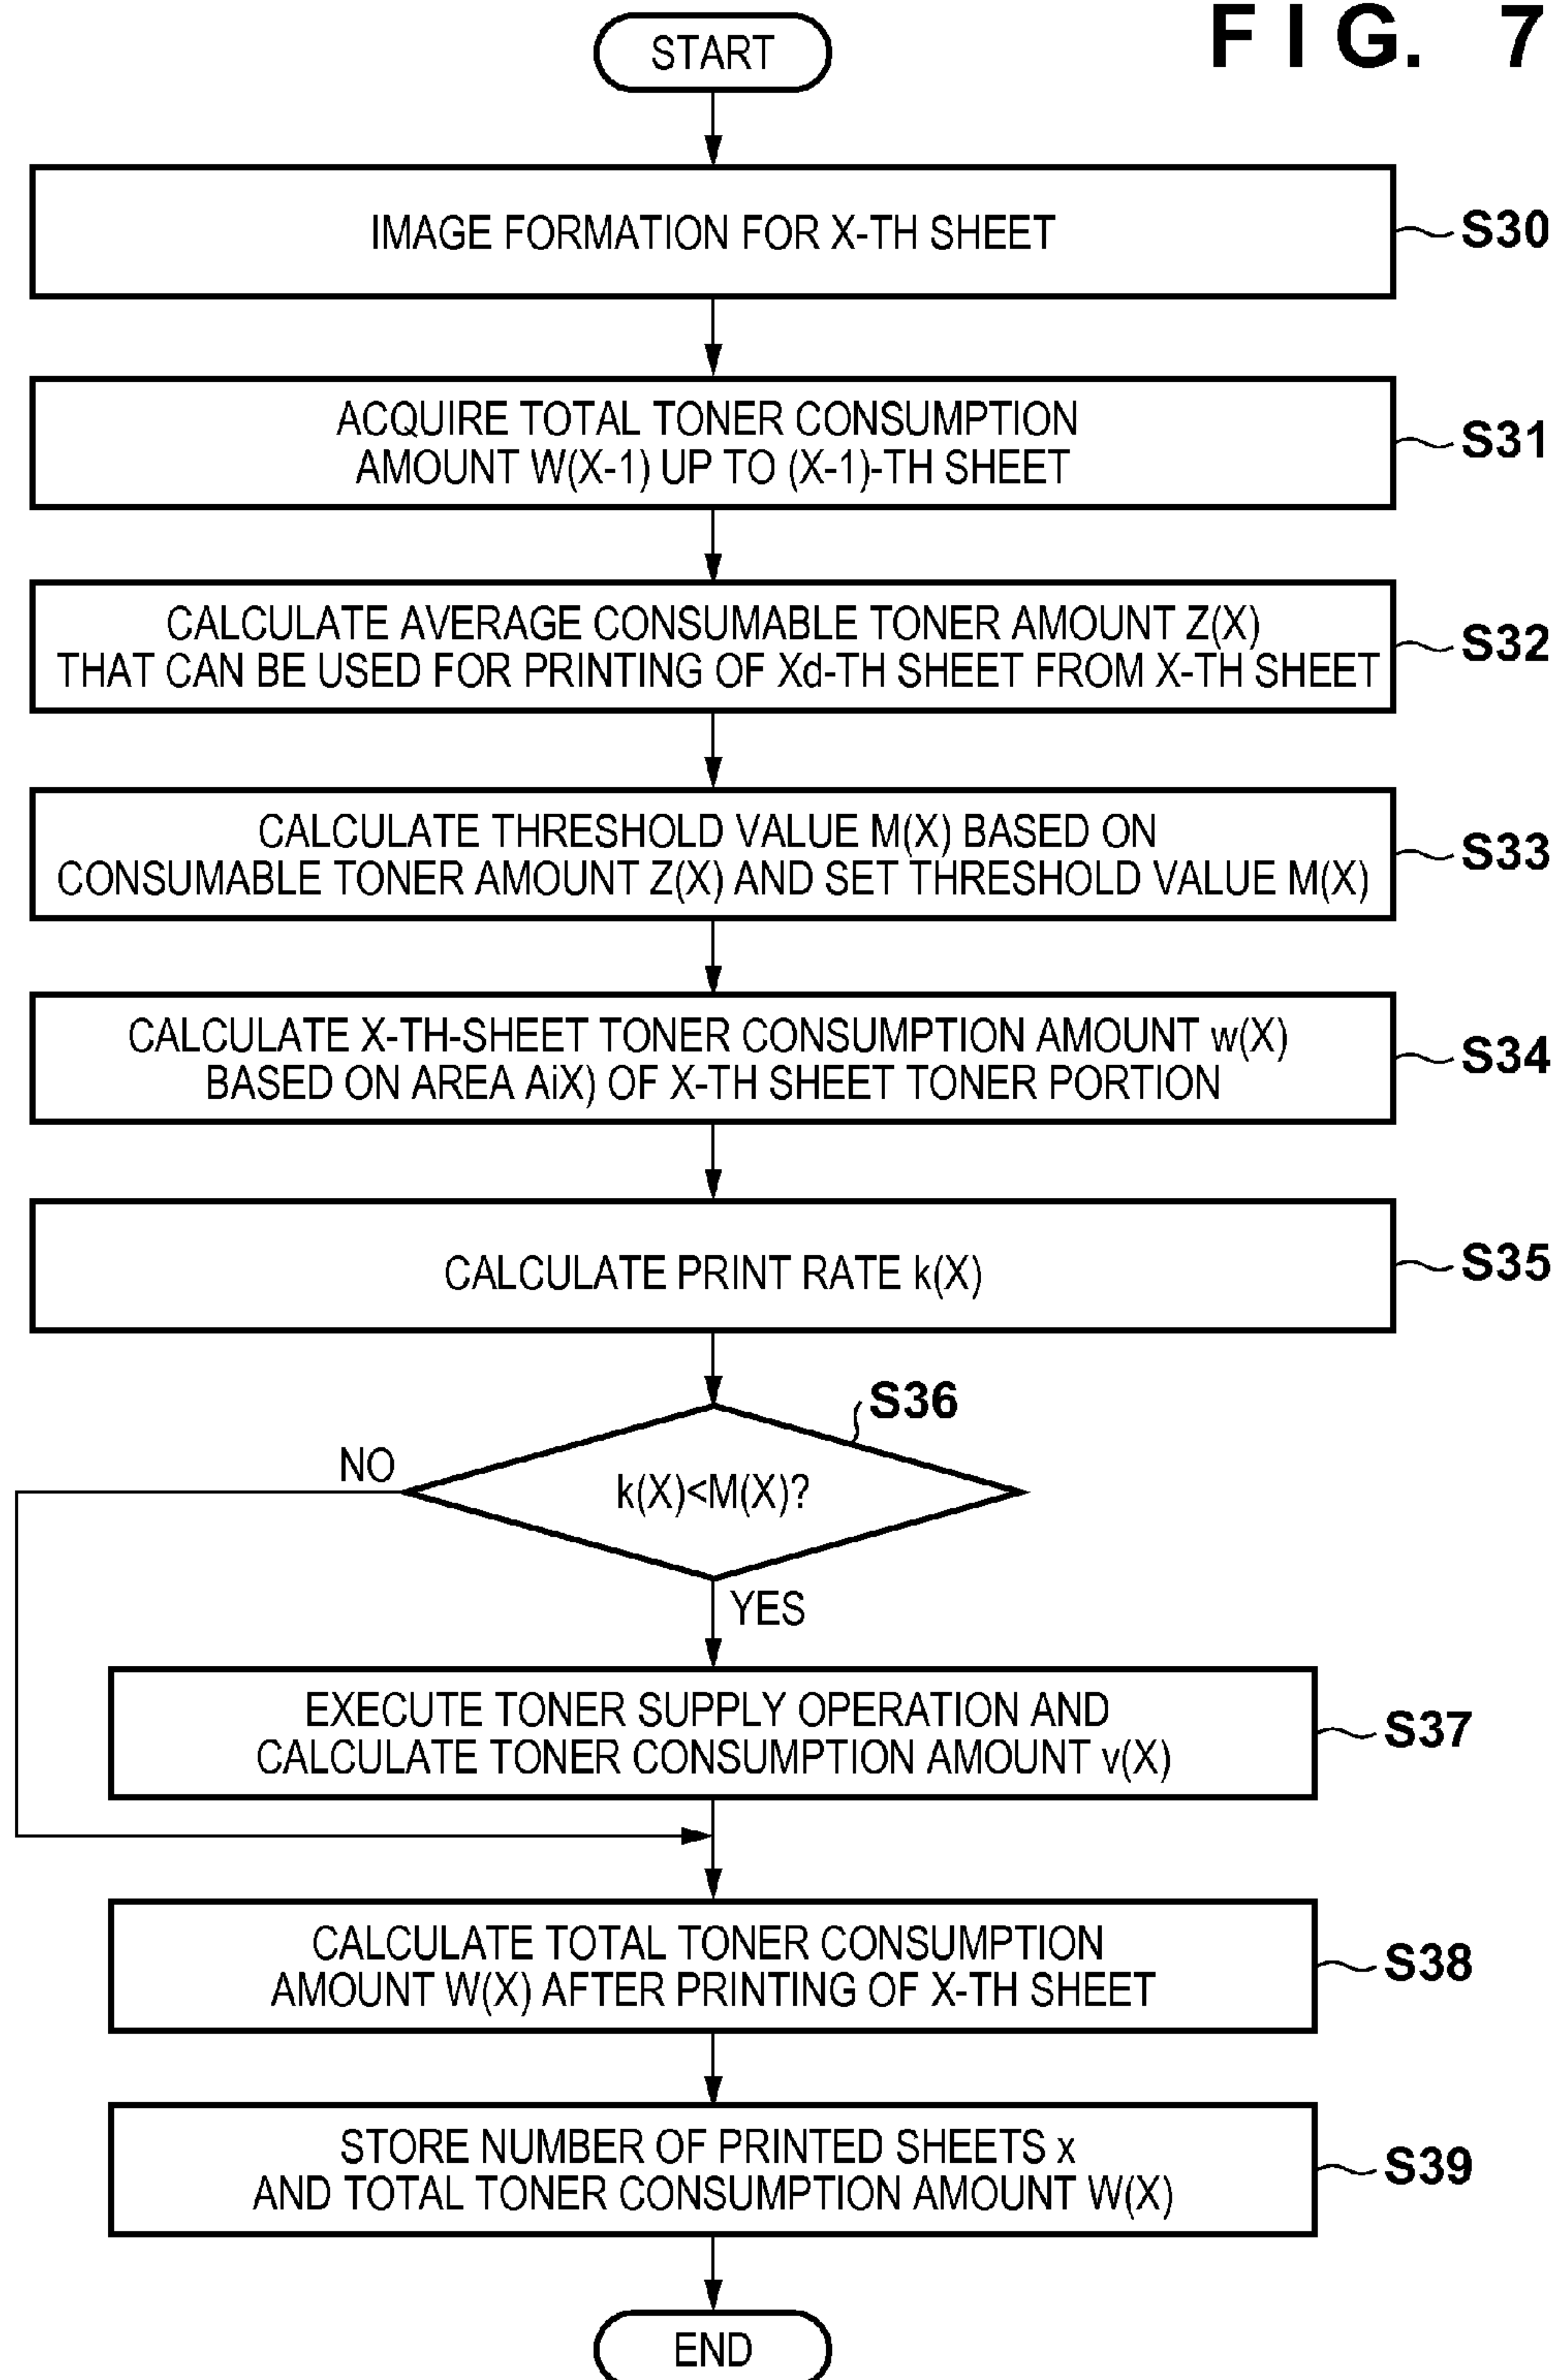 FIG. 7
START
IMAGE FORMATION FOR X-TH SHEET
S30
ACQUIRE TOTAL TONER CONSUMPTION
AMOUNT W(X-1) UP TO (X-1)-TH SHEET
S31
CALCULATE AVERAGE CONSUMABLE TONER AMOUNT Z(X)
THAT CAN BE USED FOR PRINTING OF Xd-TH SHEET FROM X-TH SHEET
S32
CALCULATE THRESHOLD VALUE M(X) BASED ON
CONSUMABLE TONER AMOUNT Z(X) AND SET THRESHOLD VALUE M(X)
S33
CALCULATE X-TH-SHEET TONER CONSUMPTION AMOUNT w(X)
BASED ON AREA AiX) OF X-TH SHEET TONER PORTION
S34
CALCULATE PRINT RATE k(X)
S35
S36
NO
k(X)<M(X)?
YES
EXECUTE TONER SUPPLY OPERATION AND
CALCULATE TONER CONSUMPTION AMOUNT v(X)
S37
CALCULATE TOTAL TONER CONSUMPTION
AMOUNT W(X) AFTER PRINTING OF X-TH SHEET
S38
STORE NUMBER OF PRINTED SHEETS x
AND TOTAL TONER CONSUMPTION AMOUNT W(X)
S39
END